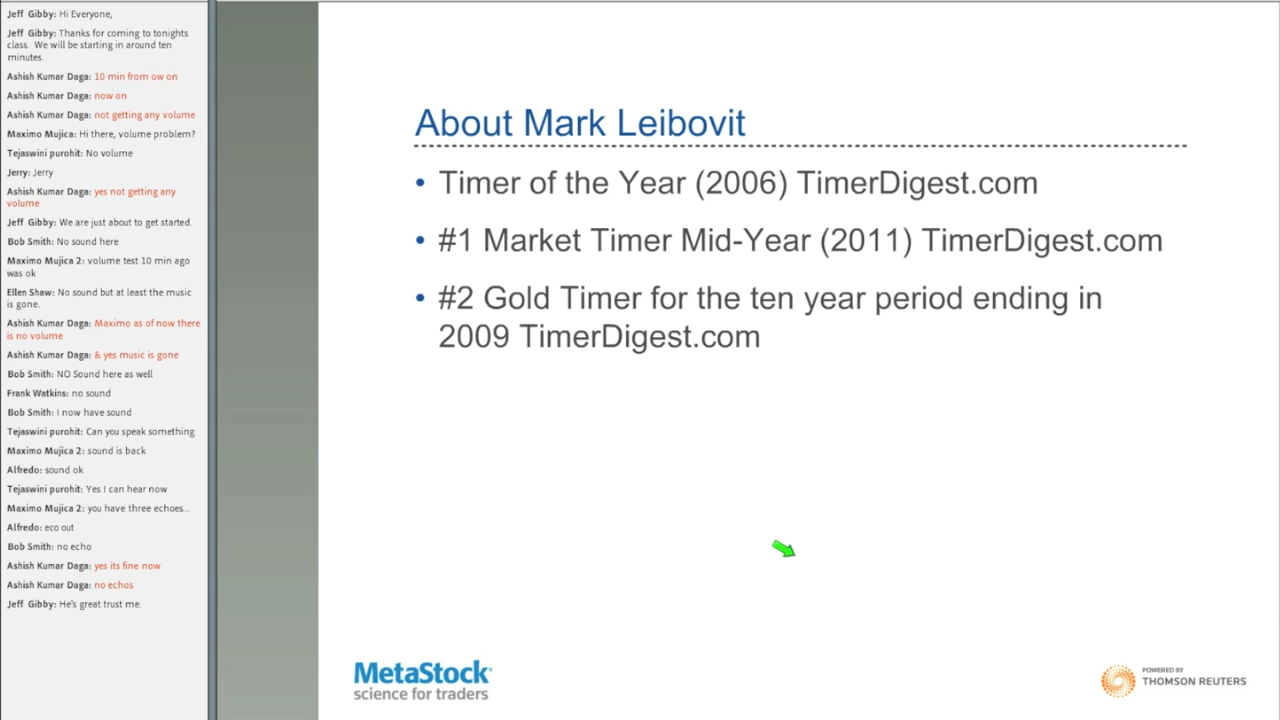 Jeff Gibby: Hi Everyone,
Jeff Gibby: Thanks for coming to tonights
class. We will be starting in around ten
minutes.
Ashish Kumar Daga: 10 min from ow on
Ashish Kumar Daga: now on
Ashish Kumar Daga: not getting any volume
Maximo Mujica: Hi there, volume problem?
Tejaswini purohit: No volume
Jerry: Jerry
Ashish Kumar Daga: yes not getting any
volume
Jeff Gibby: We are just about to get started.
Bob Smith: No sound here
Maximo Mujica 2: volume test 10 min ago
was ok
Ellen Shaw: No sound but at least the music
is gone.
Ashish Kumar Daga: Maximo as of now there
is no volume
Ashish Kumar Daga: & yes music is gone
Bob Smith: NO Sound here as well
Frank Watkins: no sound
Bob Smith: I now have sound
Tejaswini purohit: Can you speak something
Maximo Mujica 2: sound is back
Alfredo: sound ok
Tejaswini purohit: Yes I can hear now
Maximo Mujica 2: you have three echoes...
Alfredo: eco out
Bob Smith: no echo
Ashish Kumar Daga: yes its fine now
Ashish Kumar Daga: no echos
Jeff Gibby: He's great trust me.
About Mark Leibovit
• Timer of the Year (2006) TimerDigest.com
• #1 Market Timer Mid-Year (2011) TimerDigest.com
• #2 Gold Timer for the ten year period ending in
2009 TimerDigest.com
MetaStock
science for traders
POWERED BY
THOMSON REUTERS